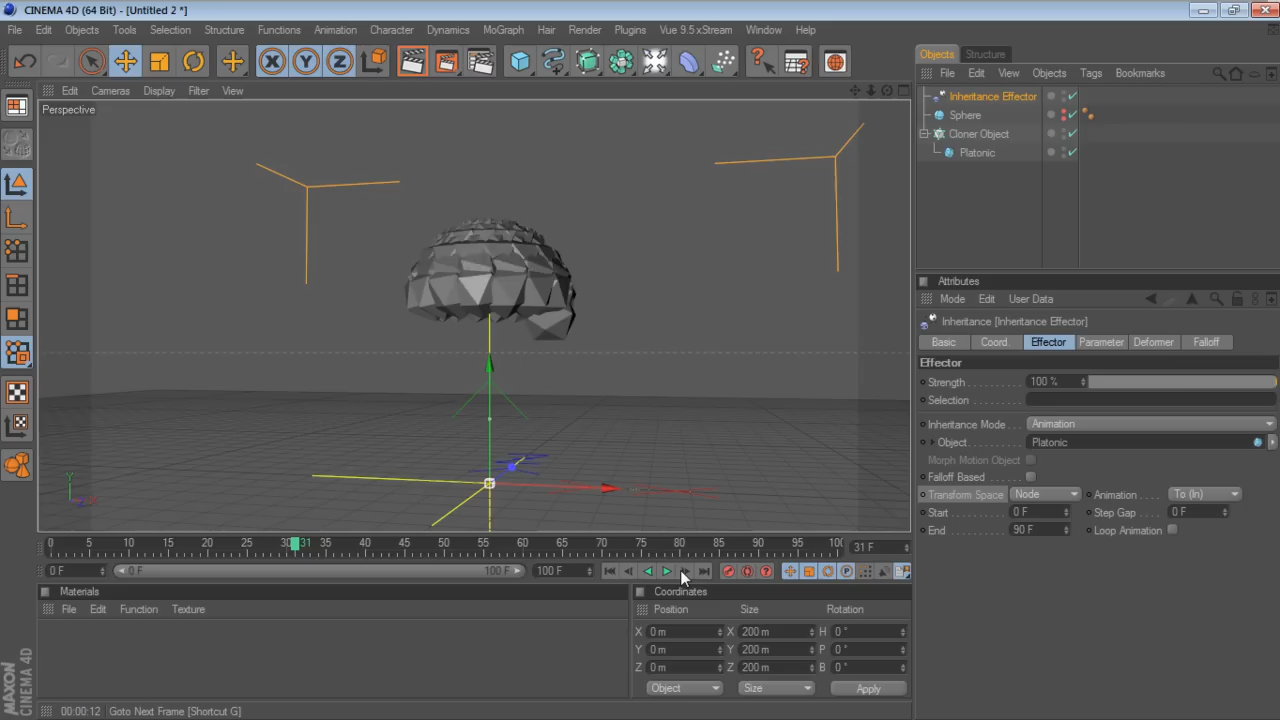 CINEMA 4D (64 Bit) - [Untitled 2 *]
File Edit Objects Tools Selection Structure Functions Animation Character Dynamics MoGraph Hair Render Plugins Vue 9.5 xStream Window Help
Objects Structure
File Edit View Objects Tags Bookmarks
Edit Cameras Display Filter View
Perspective
Inheritance Effector
Sphere
Cloner Object
Platonic
Attributes
Mode Edit User Data
Inheritance [Inheritance Effector]
Basic Coord. Effector Parameter Deformer Falloff
Effector
Strength 100 %
Selection
Inheritance Mode Animation
Object Platonic
Morph Motion Object
Falloff Based
Transform Space Node Animation To (In)
Start 0 F Step Gap 0 F
End 90 F Loop Animation
0 5 10 15 20 25 30 31 35 40 45 50 55 60 65 70 75 80 85 90 95 100 31 F
0 F 0 F 100 F 100 F
Materials
File Edit Function Texture
Coordinates
Position Size Rotation
X 0 m X 200 m H 0 °
Y 0 m Y 200 m P 0 °
Z 0 m Z 200 m B 0 °
Object Size Apply
MAXON
CINEMA 4D
00:00:12 Goto Next Frame [Shortcut G]